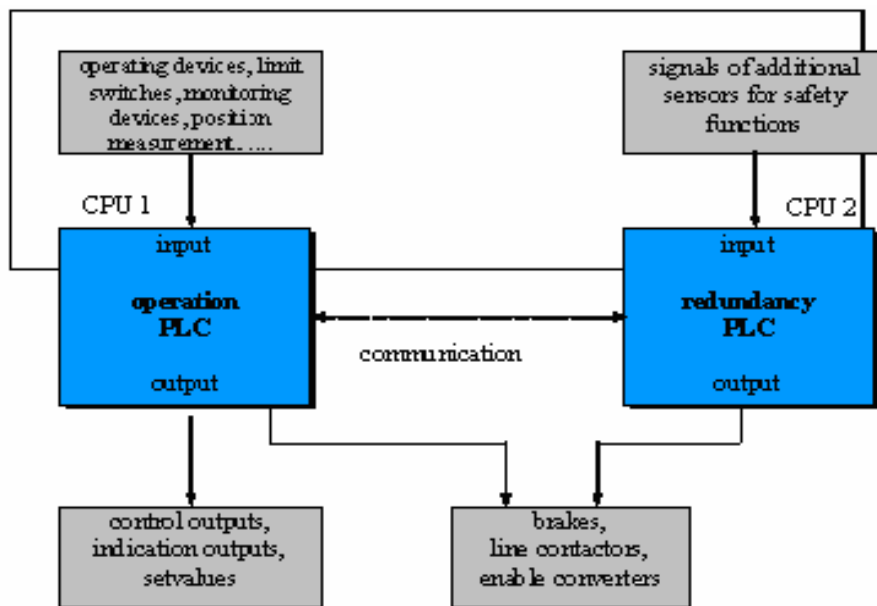 operating devices, limit
switches, monitoring
devices, position
measurement......
signals of additional
sensors for safety
functions
CPU 1
CPU 2
input
operation
PLC
output
input
redundancy
PLC
output
communication
control outputs,
indication outputs,
setvalues
brakes,
line contactors,
enable converters